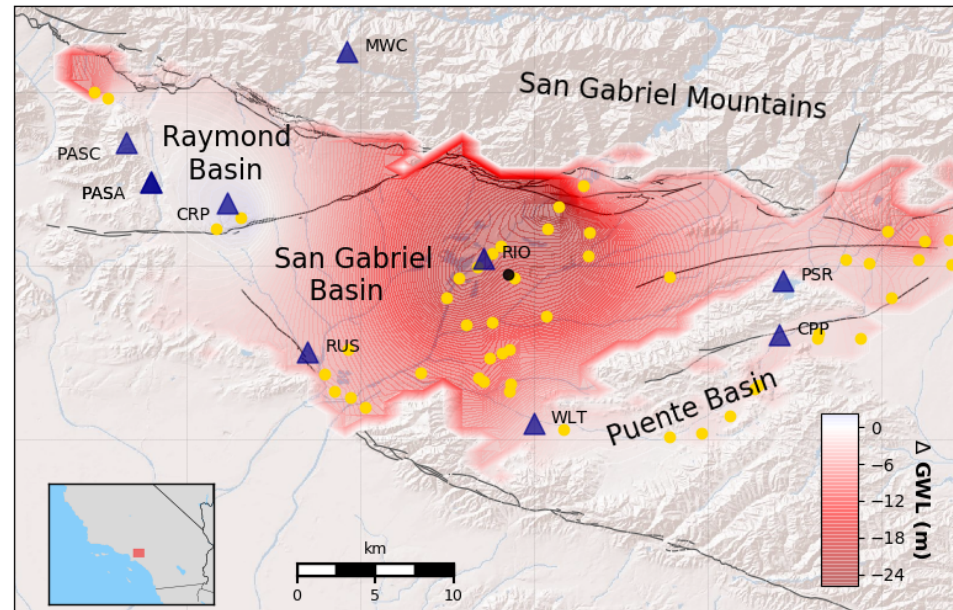 MWC
San Gabriel Mountains
Raymond
Basin
PASC
PASA
CRP
San Gabriel
Basin
RIO
PSR
CPP
RUS
WLT
Puente Basin
km
0 5 10
0
−6
−12
−18
−24
Δ GWL (m)